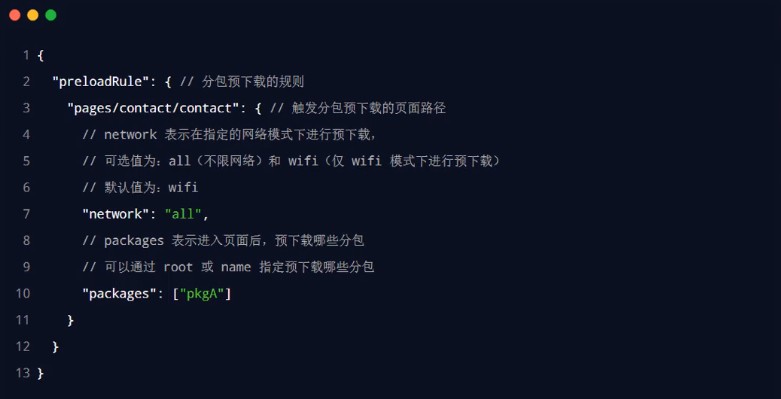 1 {
2 "preloadRule": { // 分包预下载的规则
3 "pages/contact/contact": { // 触发分包预下载的页面路径
4 // network 表示在指定的网络模式下进行预下载，
5 // 可选值为：all（不限网络）和 wifi（仅 wifi 模式下进行预下载）
6 // 默认值为：wifi
7 "network": "all",
8 // packages 表示进入页面后，预下载哪些分包
9 // 可以通过 root 或 name 指定预下载哪些分包
10 "packages": ["pkgA"]
11 }
12 }
13 }